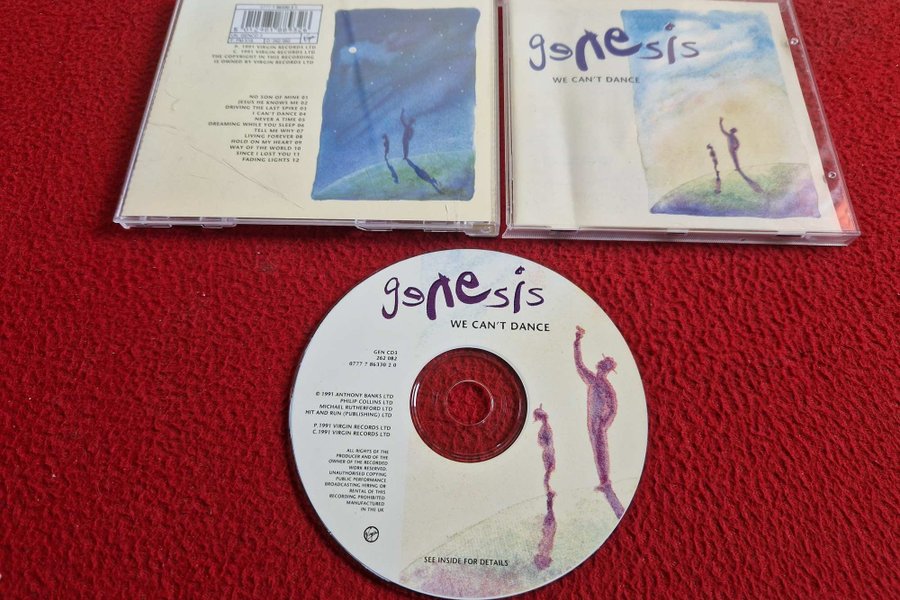 P. 1991 VIRGIN RECORDS LTD
C. 1991 VIRGIN RECORDS LTD
THE COPYRIGHT IN THIS RECORDING
IS OWNED BY VIRGIN RECORDS LTD
NO SON OF MINE 01
JESUS HE KNOWS ME 02
DRIVING THE LAST SPIKE 03
I CAN'T DANCE 04
NEVER A TIME 05
DREAMING WHILE YOU SLEEP 06
TELL ME WHY 07
LIVING FOREVER 08
HOLD ON MY HEART 09
WAY OF THE WORLD 10
SINCE I LOST YOU 11
FADING LIGHTS 12
genesis
WE CAN'T DANCE
genesis
WE CAN'T DANCE
GEN CD3
262 082
0777 7 86330 2 0
© 1991 ANTHONY BANKS LTD
PHILIP COLLINS LTD
MICHAEL RUTHERFORD LTD
HIT AND RUN (PUBLISHING) LTD
P. 1991 VIRGIN RECORDS LTD
C. 1991 VIRGIN RECORDS LTD
ALL RIGHTS OF THE
PRODUCER AND OF THE
OWNER OF THE RECORDED
WORK RESERVED.
UNAUTHORISED COPYING
PUBLIC PERFORMANCE
BROADCASTING HIRING OR
RENTAL OF THIS
RECORDING PROHIBITED
MANUFACTURED
IN THE UK
SEE INSIDE FOR DETAILS